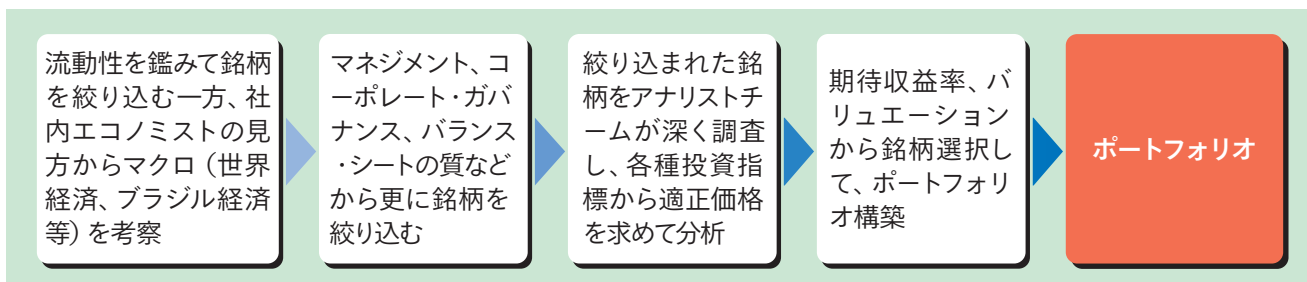 流動性を鑑みて銘柄
を絞り込む一方、社
内エコノミストの見
方からマクロ（世界
経済、ブラジル経済
等）を考察
マネジメント、コ
ーポレート・ガバ
ナンス、バランス
・シートの質など
から更に銘柄を
絞り込む
絞り込まれた銘
柄をアナリストチ
ームが深く調査
し、各種投資指
標から適正価格
を求めて分析
期待収益率、バ
リュエーション
から銘柄選択し
て、ポートフォリ
オ構築
ポートフォリオ